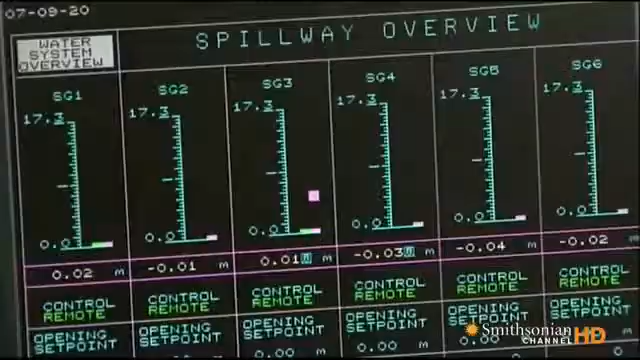 07-09-20
WATER
SYSTEM
OVERVIEW
SPILLWAY OVERVIEW
SG1 SG2 SG3 SG4 SG5 SG6
17.3 17.3 17.3 17.3 17.3 17.3
0.0 0.0 0.0 0.0 0.0 0.0
0.02 m -0.01 m 0.01 m -0.03 m -0.04 m -0.02 m
CONTROL CONTROL CONTROL CONTROL CONTROL CONTROL
REMOTE REMOTE REMOTE REMOTE REMOTE REMOTE
OPENING OPENING OPENING OPENING OPENING OPENING
SETPOINT SETPOINT SETPOINT SETPOINT SETPOINT SETPOINT
0.00 m 0.00 m 0.00
Smithsonian
CHANNEL HD